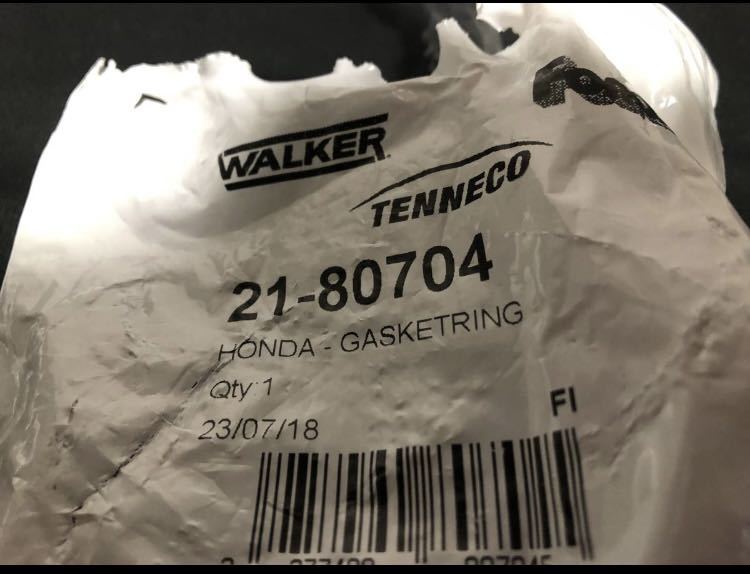 WALKER
TENNECO
21-80704
HONDA - GASKETRING
Qty:1
23/07/18
FI